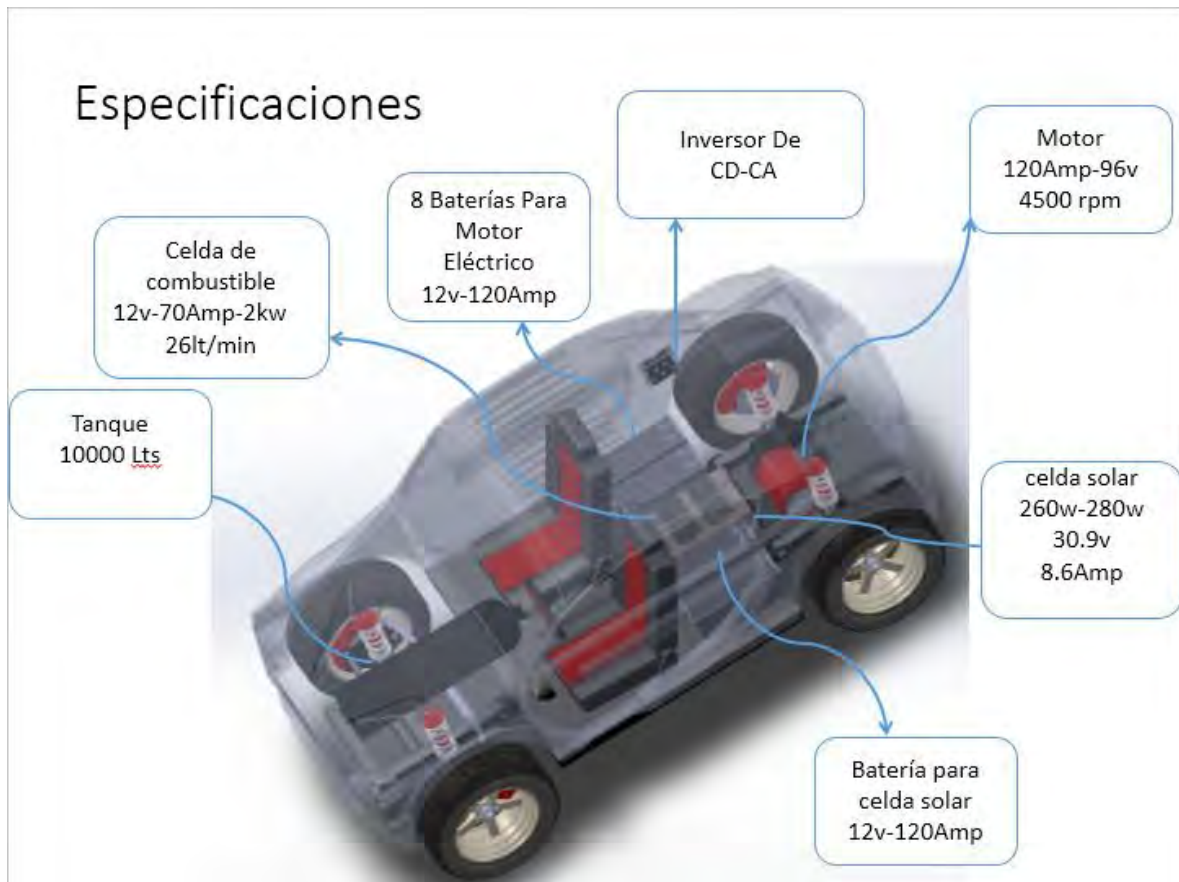 Especificaciones
Inversor De
CD-CA
Motor
120Amp-96v
4500 rpm
8 Baterías Para
Motor
Eléctrico
12v-120Amp
Celda de
combustible
12v-70Amp-2kw
26lt/min
Tanque
10000 Lts
celda solar
260w-280w
30.9v
8.6Amp
Batería para
celda solar
12v-120Amp